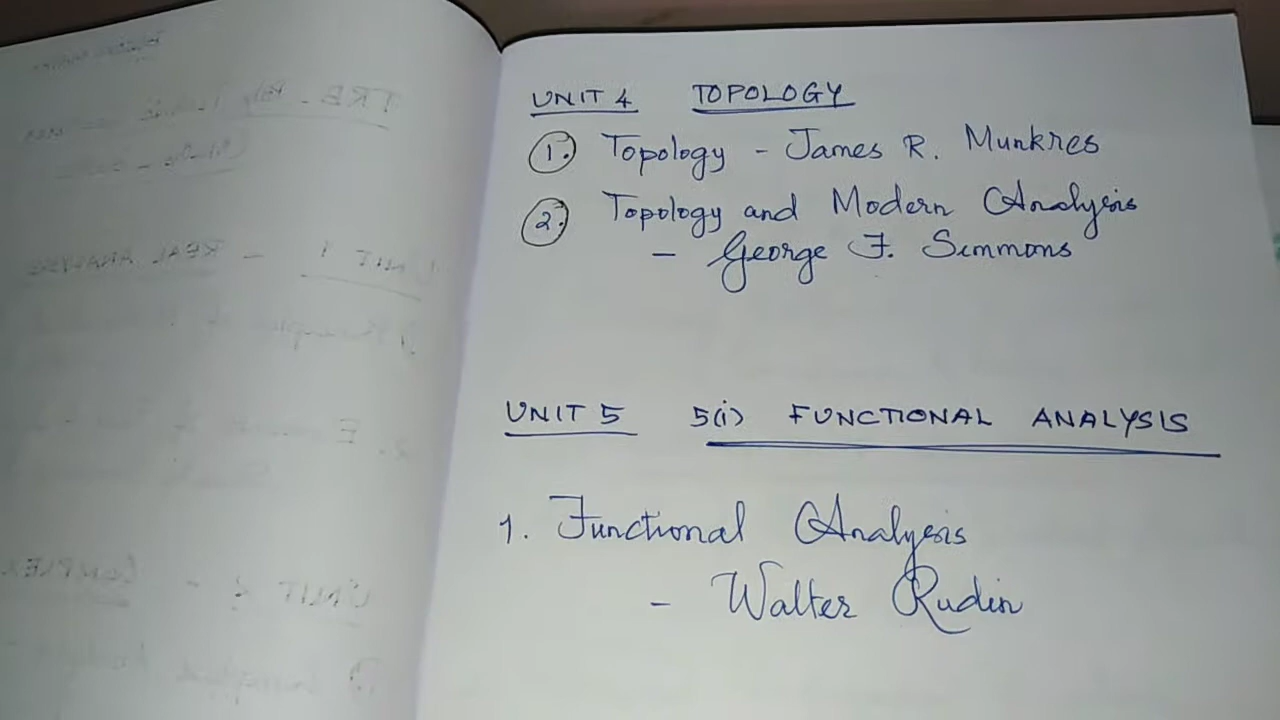 UNIT 4 TOPOLOGY
1. Topology - James R. Munkres
2. Topology and Modern Analysis
- George F. Simmons
UNIT 5 5(i) FUNCTIONAL ANALYSIS
1. Functional Analysis
- Walter Rudin